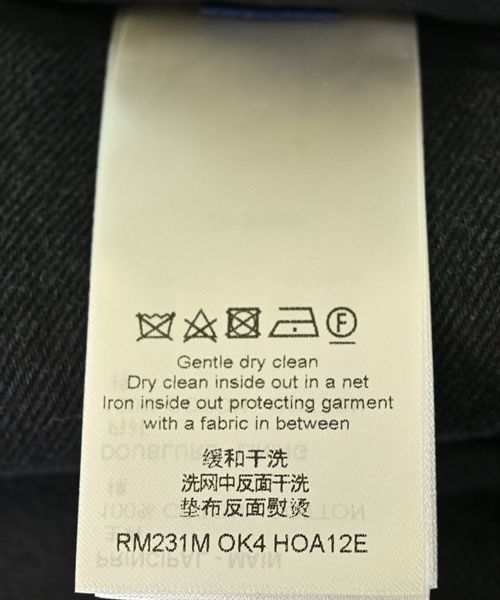 F
Gentle dry clean
Dry clean inside out in a net
Iron inside out protecting garment
with a fabric in between
缓和干洗
洗网中反面干洗
垫布反面熨烫
RM231M OK4 HOA12E